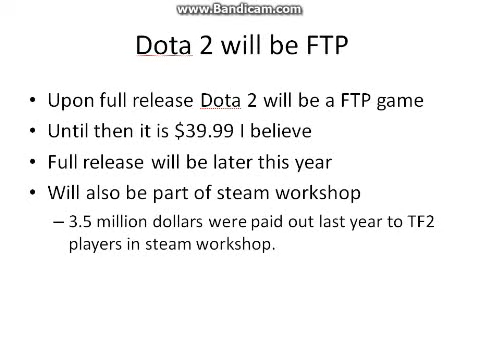 www.Bandicam.com
Dota 2 will be FTP
• Upon full release Dota 2 will be a FTP game
• Until then it is $39.99 I believe
• Full release will be later this year
• Will also be part of steam workshop
– 3.5 million dollars were paid out last year to TF2
players in steam workshop.